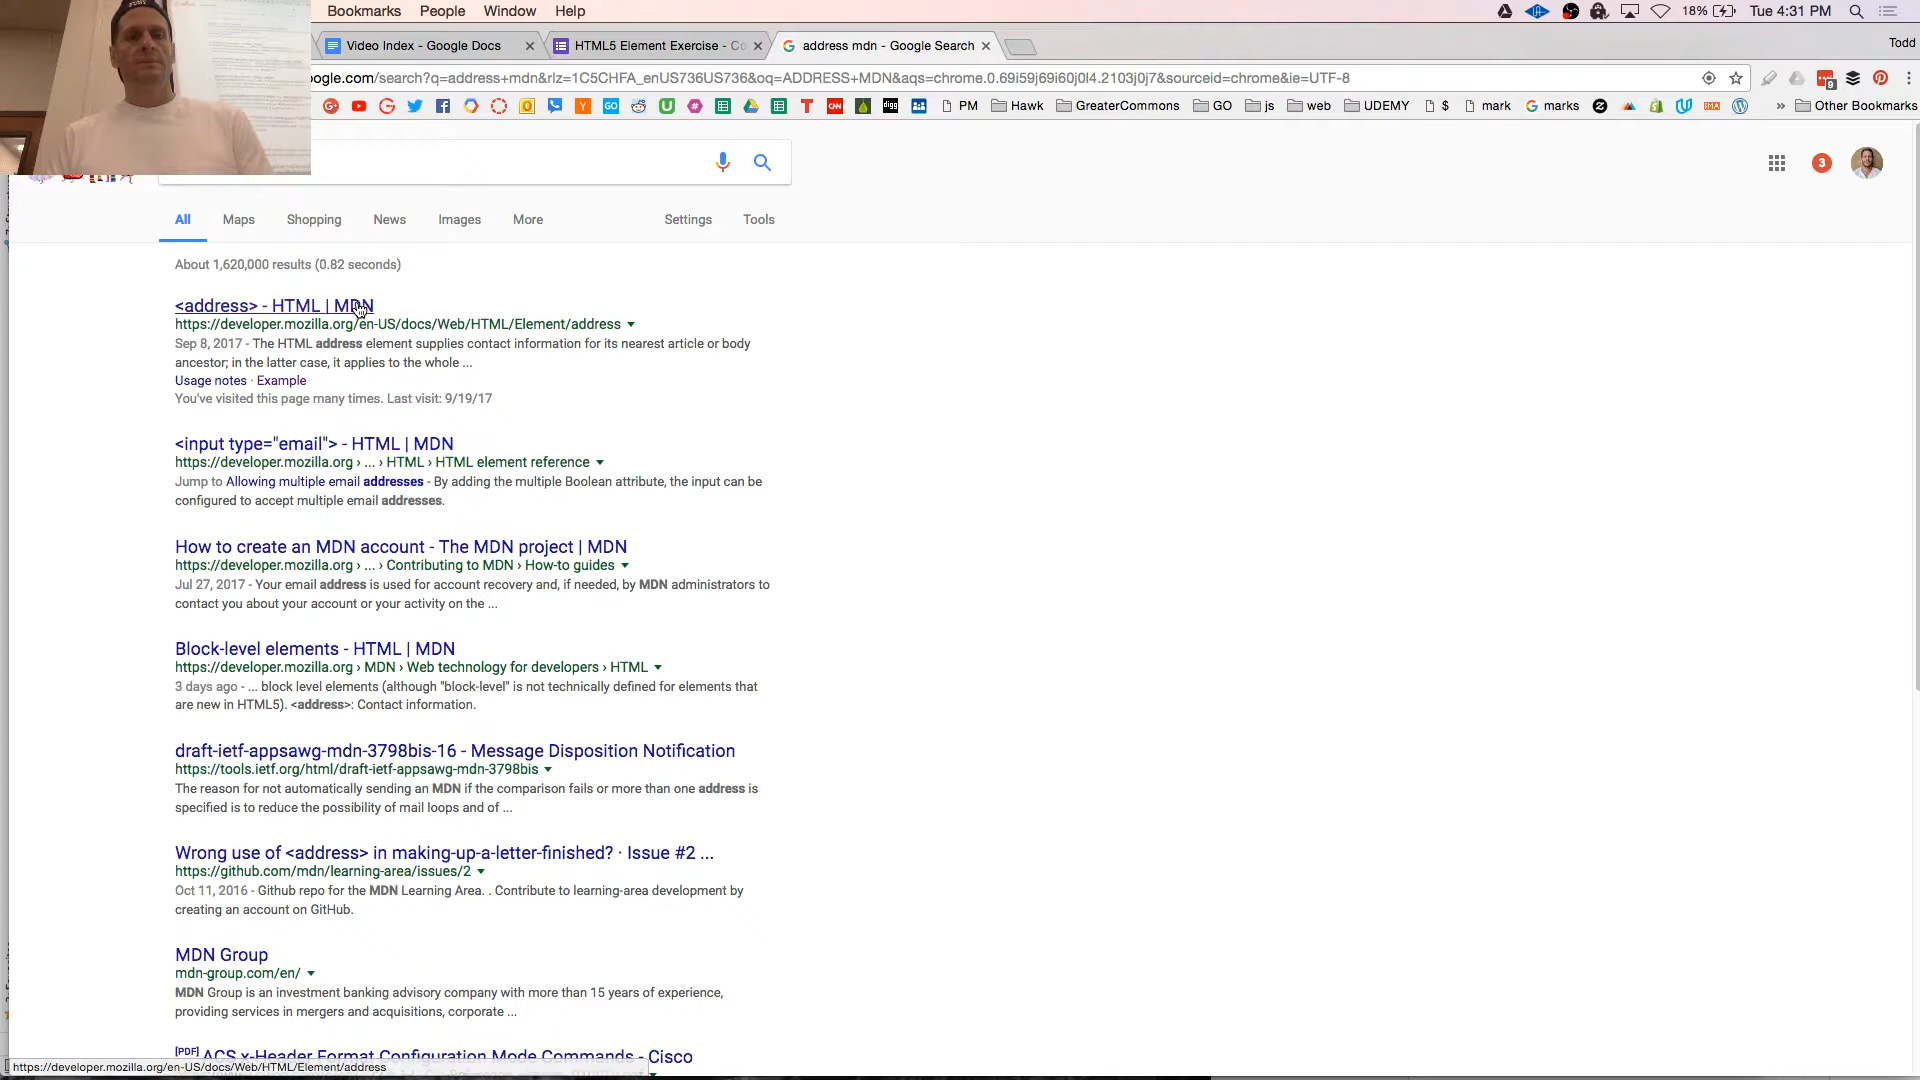 Bookmarks People Window Help 18% Tue 4:31 PM
Video Index - Google Docs HTML5 Element Exercise - Co address mdn - Google Search Todd
ogle.com/search?q=address+mdn&rlz=1C5CHFA_enUS736US736&oq=ADDRESS+MDN&aqs=chrome.0.69i59j69i60j0l4.2103j0j7&sourceid=chrome&ie=UTF-8
PM Hawk GreaterCommons GO js web UDEMY $ mark marks » Other Bookmarks
3
All Maps Shopping News Images More Settings Tools
About 1,620,000 results (0.82 seconds)
<address> - HTML | MDN
https://developer.mozilla.org/en-US/docs/Web/HTML/Element/address
Sep 8, 2017 - The HTML address element supplies contact information for its nearest article or body
ancestor; in the latter case, it applies to the whole ...
Usage notes · Example
You've visited this page many times. Last visit: 9/19/17
<input type="email"> - HTML | MDN
https://developer.mozilla.org › ... › HTML › HTML element reference
Jump to Allowing multiple email addresses - By adding the multiple Boolean attribute, the input can be
configured to accept multiple email addresses.
How to create an MDN account - The MDN project | MDN
https://developer.mozilla.org › ... › Contributing to MDN › How-to guides
Jul 27, 2017 - Your email address is used for account recovery and, if needed, by MDN administrators to
contact you about your account or your activity on the ...
Block-level elements - HTML | MDN
https://developer.mozilla.org › MDN › Web technology for developers › HTML
3 days ago - ... block level elements (although "block-level" is not technically defined for elements that
are new in HTML5). <address>: Contact information.
draft-ietf-appsawg-mdn-3798bis-16 - Message Disposition Notification
https://tools.ietf.org/html/draft-ietf-appsawg-mdn-3798bis
The reason for not automatically sending an MDN if the comparison fails or more than one address is
specified is to reduce the possibility of mail loops and of ...
Wrong use of <address> in making-up-a-letter-finished? · Issue #2 ...
https://github.com/mdn/learning-area/issues/2
Oct 11, 2016 - Github repo for the MDN Learning Area. . Contribute to learning-area development by
creating an account on GitHub.
MDN Group
mdn-group.com/en/
MDN Group is an investment banking advisory company with more than 15 years of experience,
providing services in mergers and acquisitions, corporate ...
[PDF] ACS x-Header Format Configuration Mode Commands - Cisco
https://developer.mozilla.org/en-US/docs/Web/HTML/Element/address